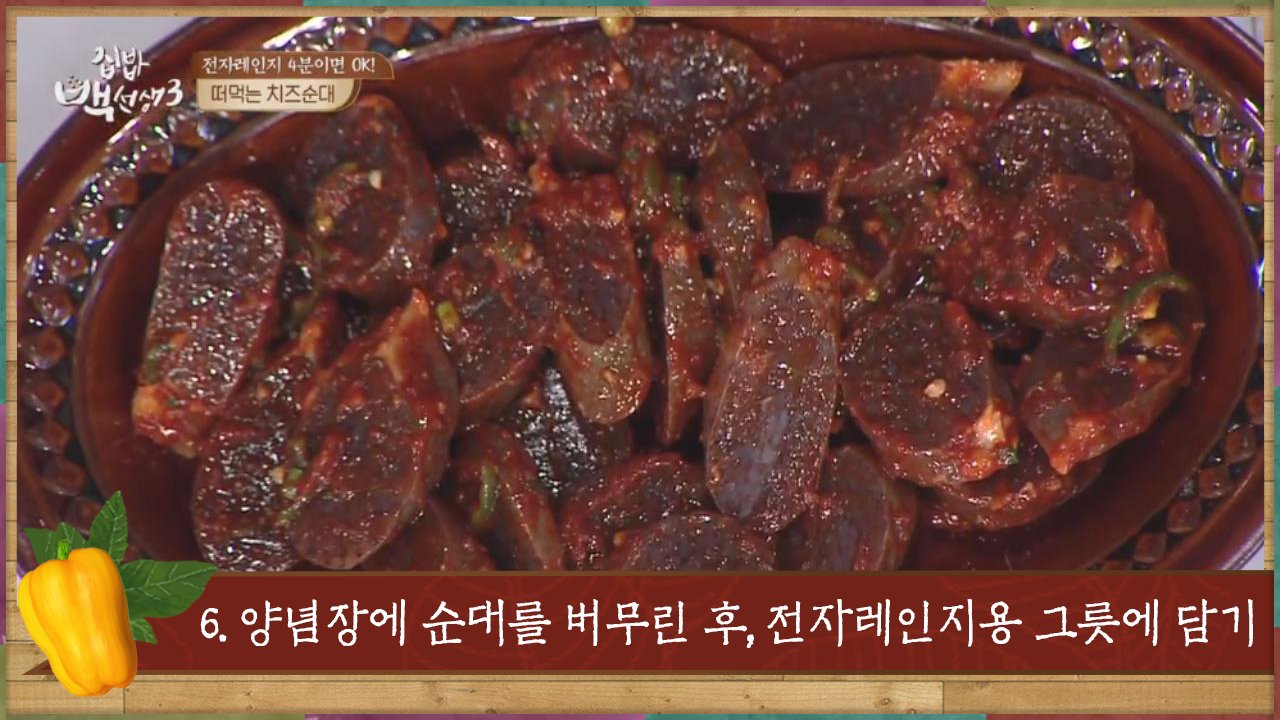 집밥
백선생3
전자레인지 4분이면 OK!
떠먹는 치즈순대
6. 양념장에 순대를 버무린 후, 전자레인지용 그릇에 담기